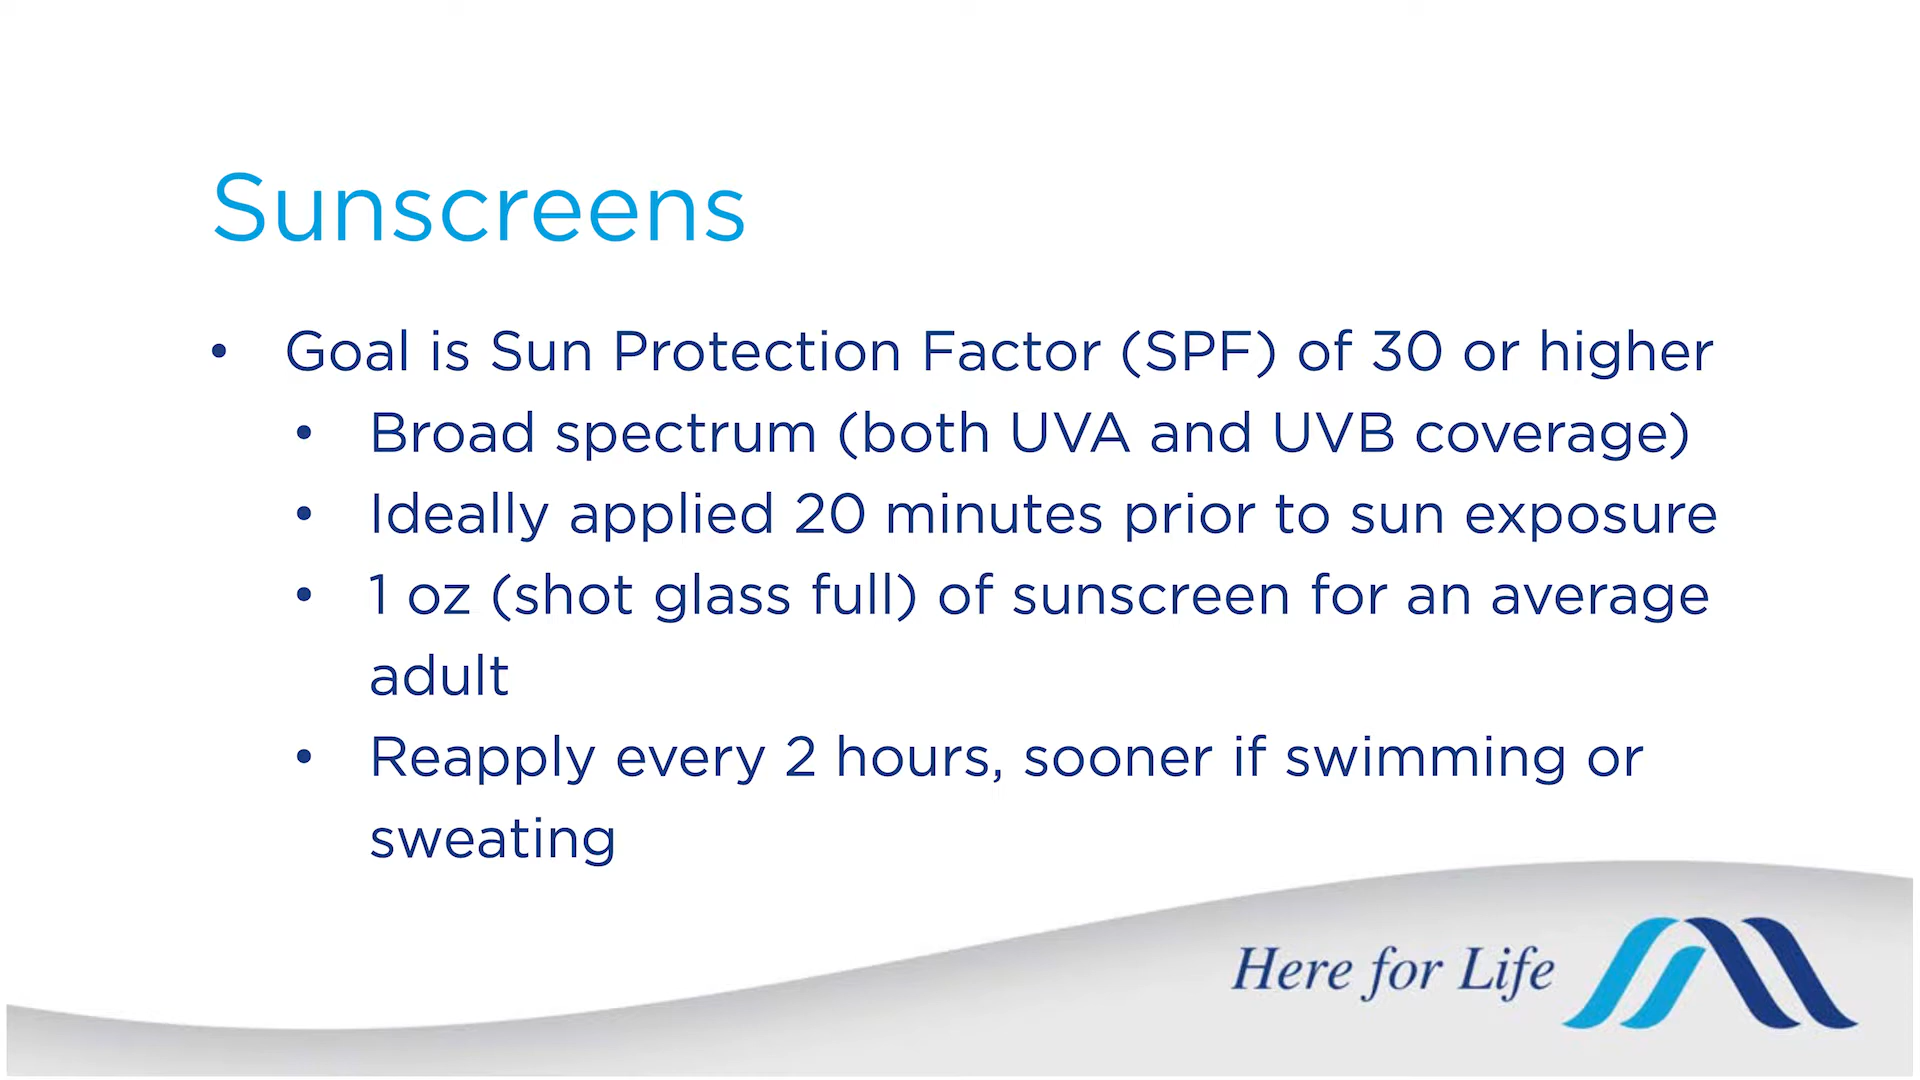 Sunscreens
• Goal is Sun Protection Factor (SPF) of 30 or higher
• Broad spectrum (both UVA and UVB coverage)
• Ideally applied 20 minutes prior to sun exposure
• 1 oz (shot glass full) of sunscreen for an average
adult
• Reapply every 2 hours, sooner if swimming or
sweating
Here for Life